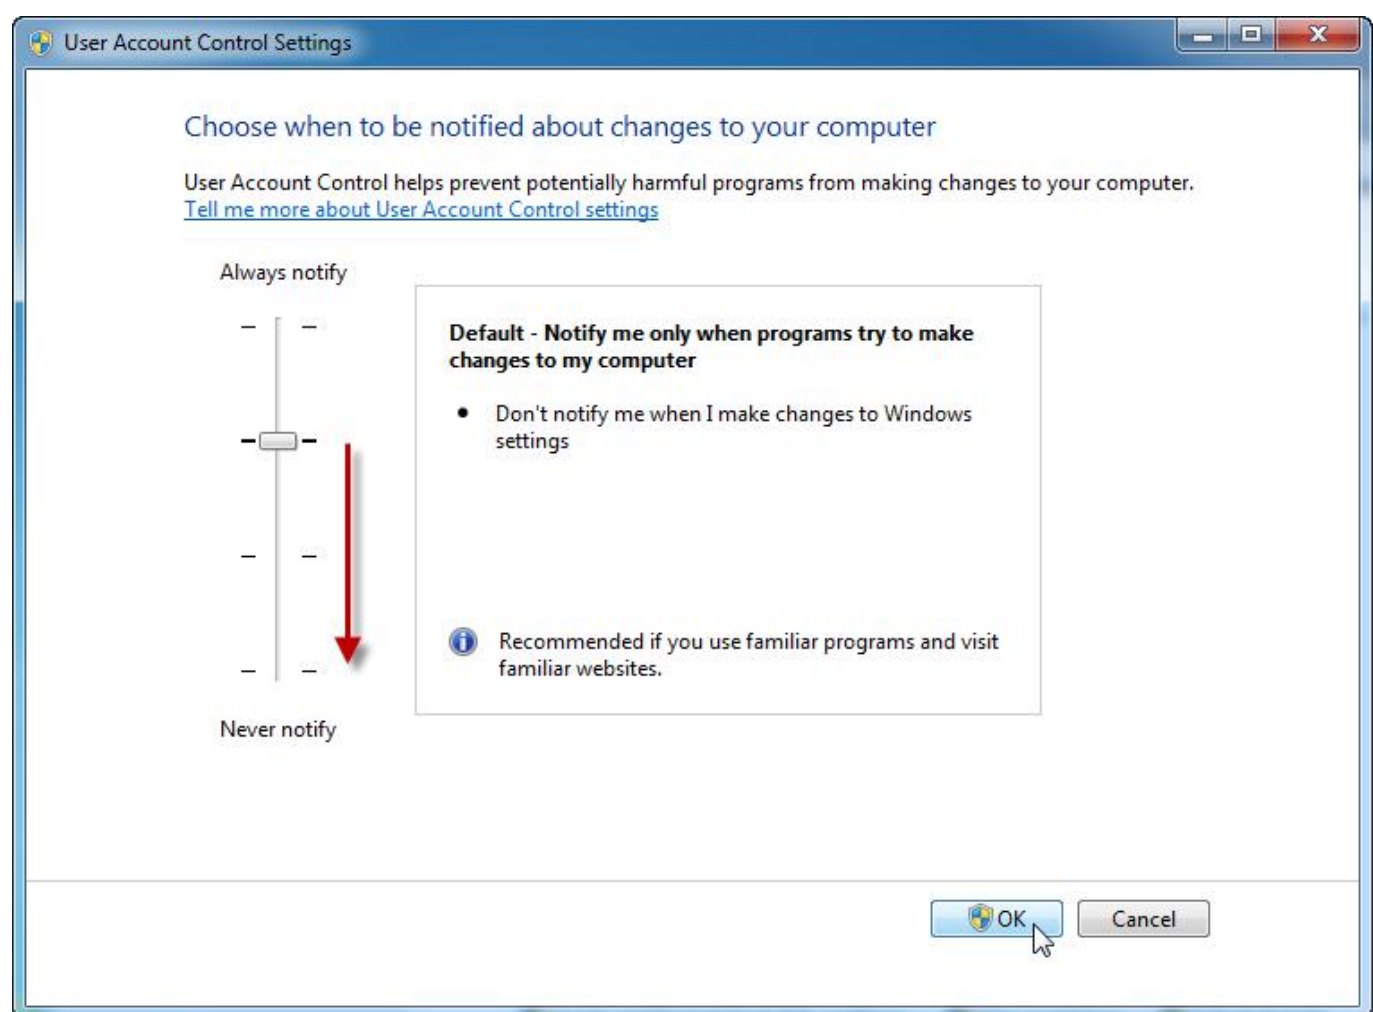 User Account Control Settings
Choose when to be notified about changes to your computer
User Account Control helps prevent potentially harmful programs from making changes to your computer.
Tell me more about User Account Control settings
Always notify
Default - Notify me only when programs try to make
changes to my computer
Don't notify me when I make changes to Windows
settings
Recommended if you use familiar programs and visit
familiar websites.
Never notify
OK
Cancel